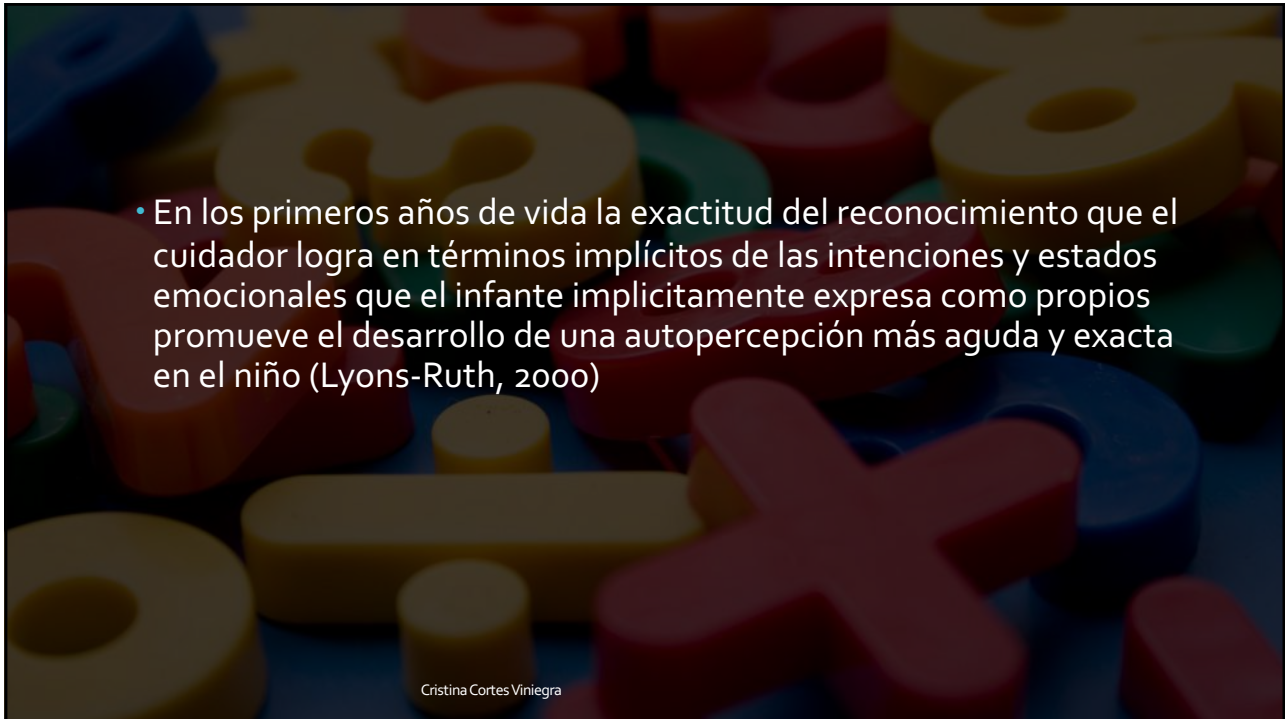 • En los primeros años de vida la exactitud del reconocimiento que el
cuidador logra en términos implícitos de las intenciones y estados
emocionales que el infante implicitamente expresa como propios
promueve el desarrollo de una autopercepción más aguda y exacta
en el niño (Lyons-Ruth, 2000)
Cristina Cortes Viniegra